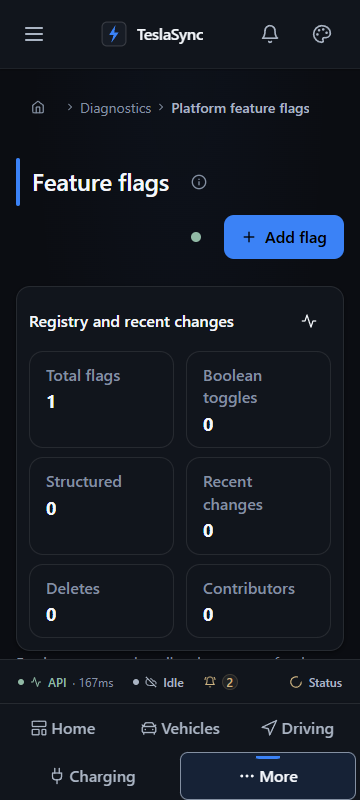 TeslaSync
Diagnostics
Platform feature flags
Feature flags
Add flag
Registry and recent changes
Total flags
1
Boolean
toggles
0
Structured
0
Recent
changes
0
Deletes
0
Contributors
0
API · 167ms
Idle
2
Status
Home
Vehicles
Driving
Charging
More